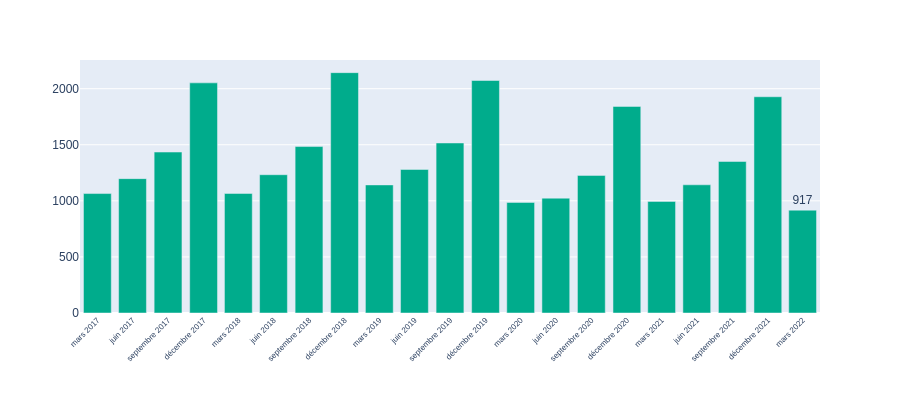 2000
1500
1000
500
0
917
mars 2017
juin 2017
septembre 2017
décembre 2017
mars 2018
juin 2018
septembre 2018
décembre 2018
mars 2019
juin 2019
septembre 2019
décembre 2019
mars 2020
juin 2020
septembre 2020
décembre 2020
mars 2021
juin 2021
septembre 2021
décembre 2021
mars 2022